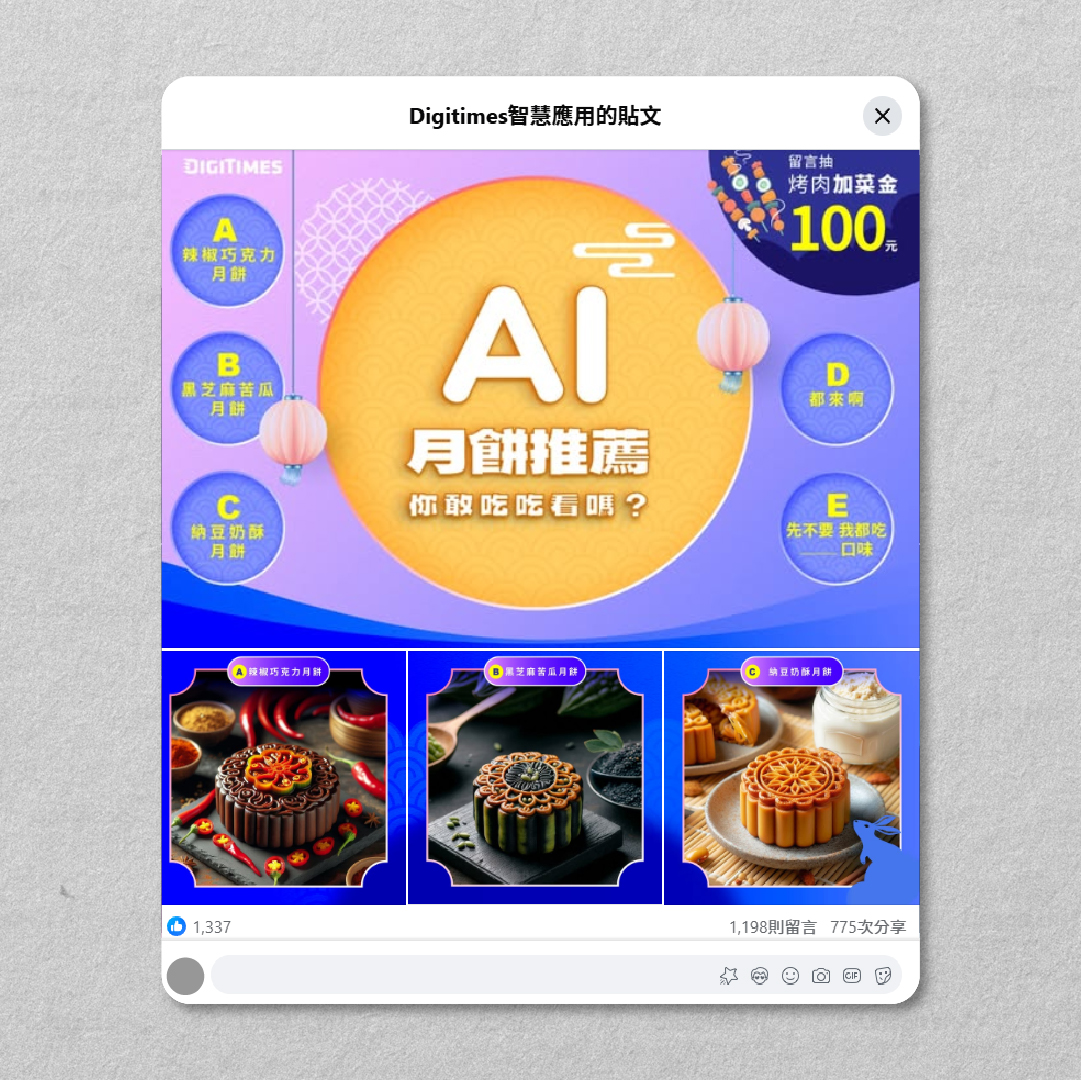 Digitimes智慧應用的貼文
DIGITIMES
留言抽
烤肉加菜金
100元
A
辣椒巧克力
月餅
B
黑芝麻苦瓜
月餅
C
納豆奶酥
月餅
AI
月餅推薦
你敢吃吃看嗎?
D
都來啊
E
先不要 我都吃
____口味
A 辣椒巧克力月餅
B 黑芝麻苦瓜月餅
C 納豆奶酥月餅
1,337
1,198則留言 775次分享
GIF